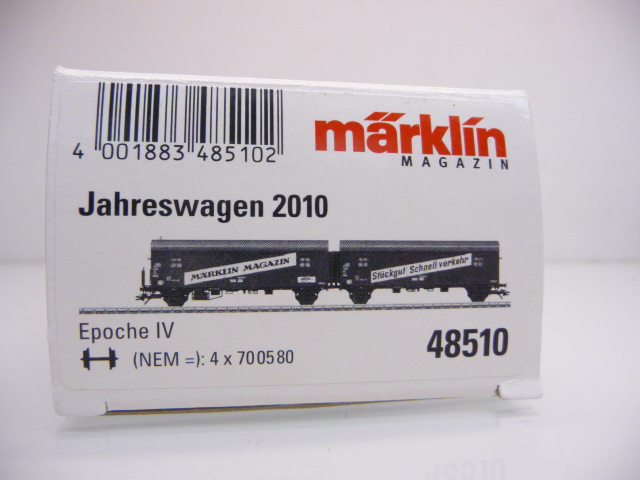 märklin
MAGAZIN
4 001883 485102
Jahreswagen 2010
MÄRKLIN MAGAZIN
Stückgut Schnellverkehr
Epoche IV
(NEM =): 4 x 700580
48510